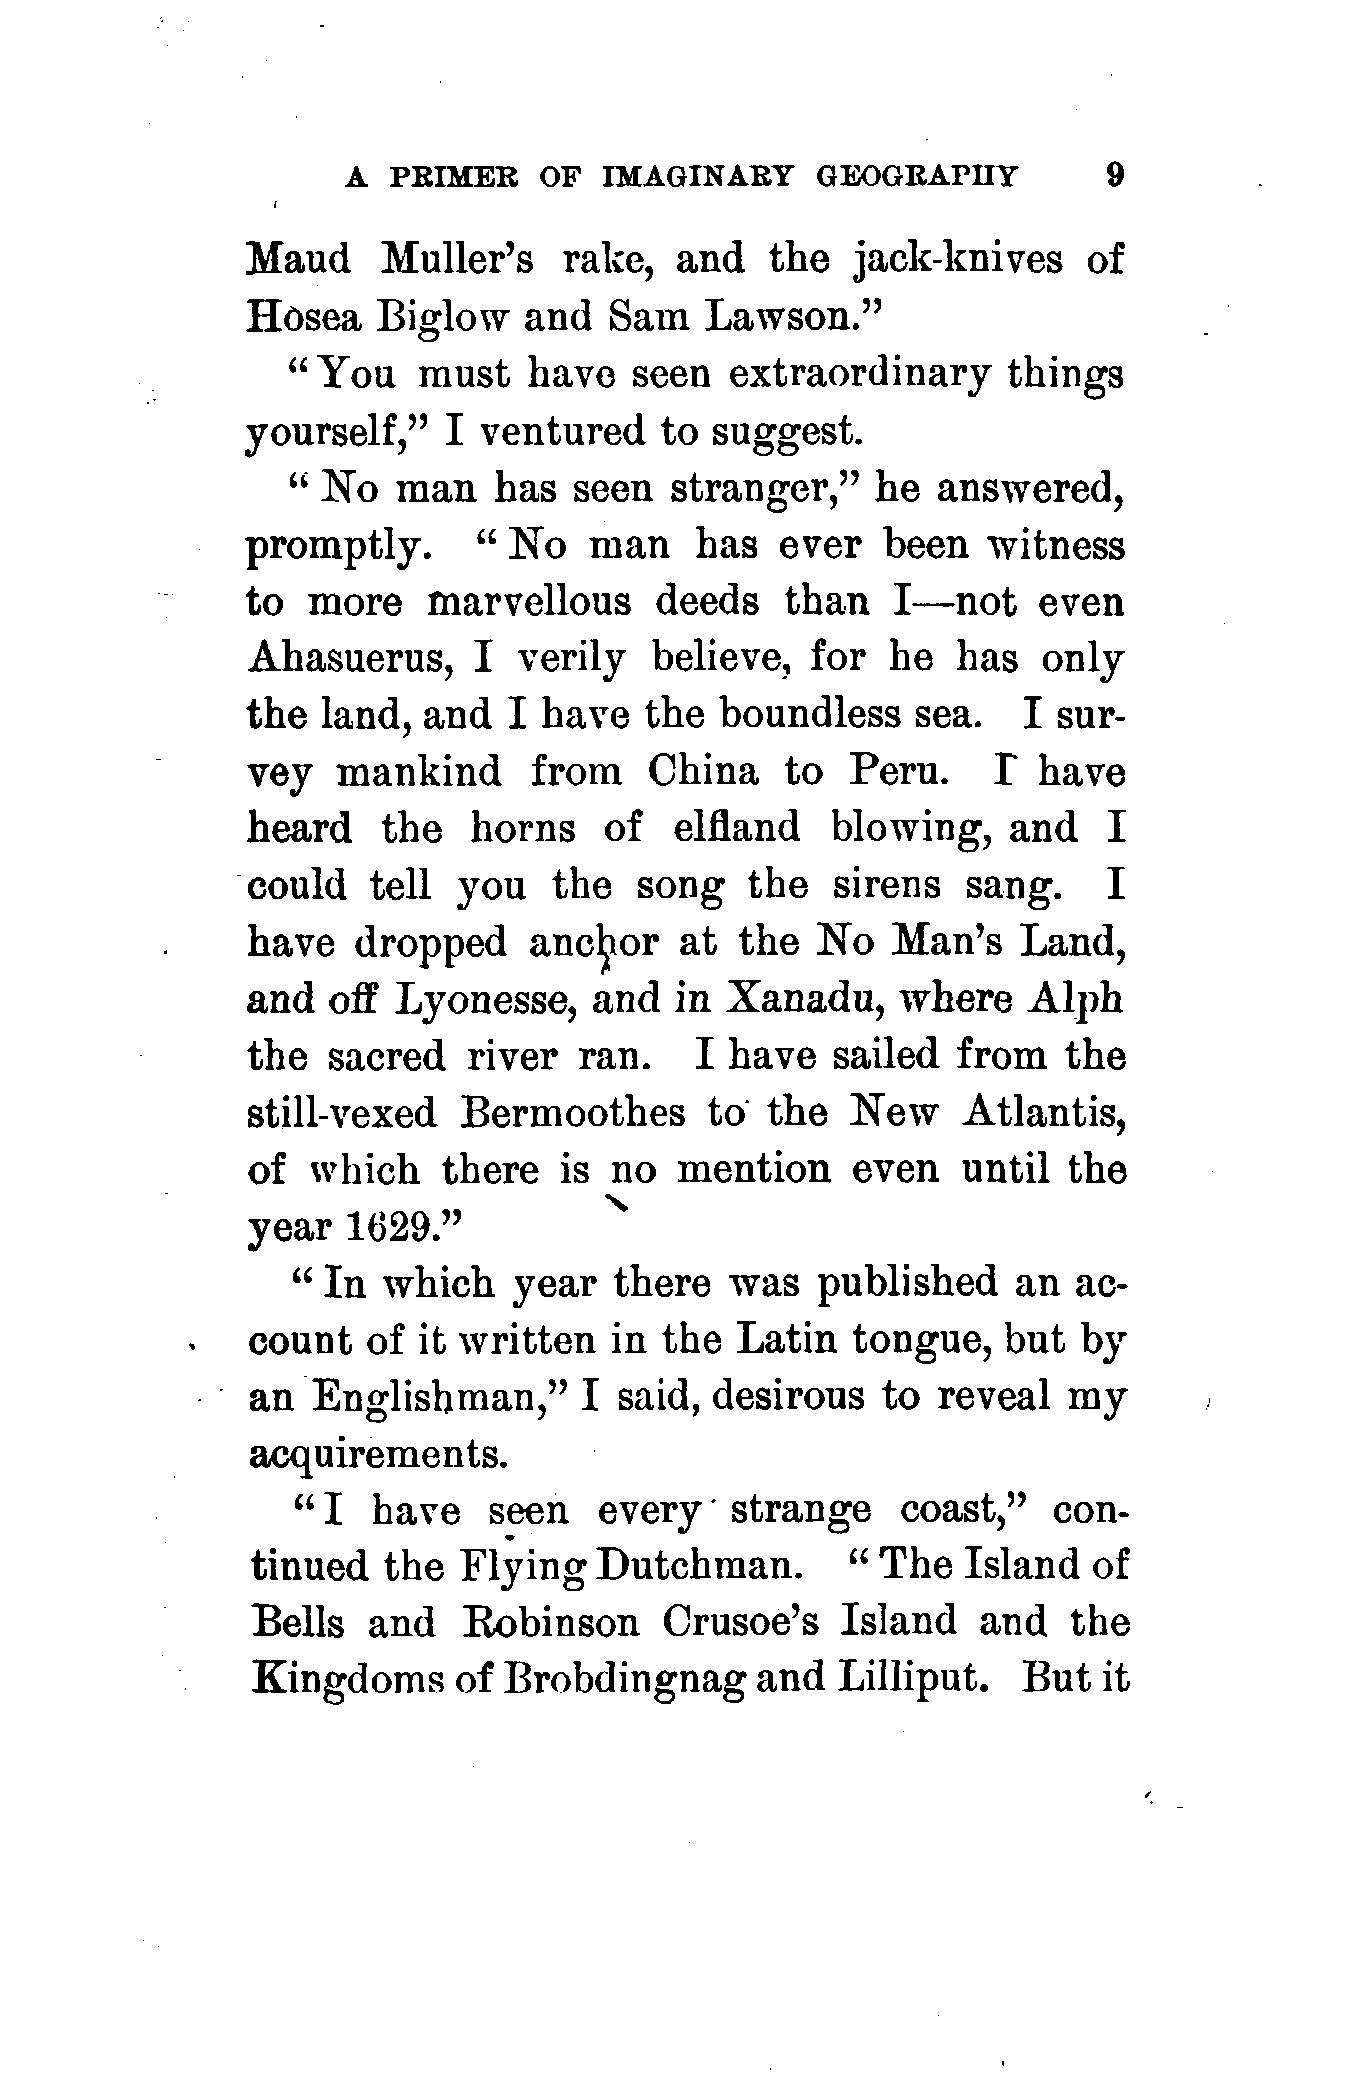 A PRIMER OF IMAGINARY GEOGRAPHY 9
Maud Muller's rake, and the jack-knives of
Hosea Biglow and Sam Lawson."
"You must have seen extraordinary things
yourself," I ventured to suggest.
"No man has seen stranger," he answered,
promptly. "No man has ever been witness
to more marvellous deeds than I—not even
Ahasuerus, I verily believe, for he has only
the land, and I have the boundless sea. I sur-
vey mankind from China to Peru. I have
heard the horns of elfland blowing, and I
could tell you the song the sirens sang. I
have dropped anchor at the No Man's Land,
and off Lyonesse, and in Xanadu, where Alph
the sacred river ran. I have sailed from the
still-vexed Bermoothes to the New Atlantis,
of which there is no mention even until the
year 1629."
"In which year there was published an ac-
count of it written in the Latin tongue, but by
an Englishman," I said, desirous to reveal my
acquirements.
"I have seen every strange coast," con-
tinued the Flying Dutchman. "The Island of
Bells and Robinson Crusoe's Island and the
Kingdoms of Brobdingnag and Lilliput. But it